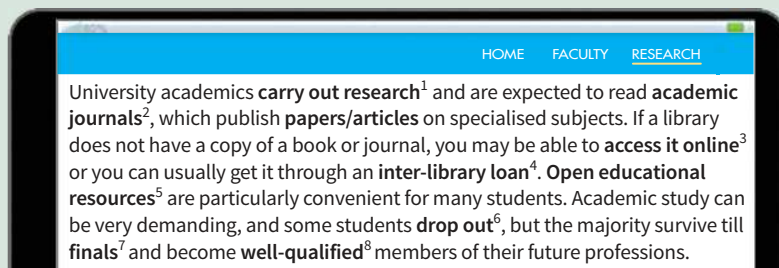 HOME FACULTY RESEARCH
University academics carry out research¹ and are expected to read academic
journals², which publish papers/articles on specialised subjects. If a library
does not have a copy of a book or journal, you may be able to access it online³
or you can usually get it through an inter-library loan⁴. Open educational
resources⁵ are particularly convenient for many students. Academic study can
be very demanding, and some students drop out⁶, but the majority survive till
finals⁷ and become well-qualified⁸ members of their future professions.